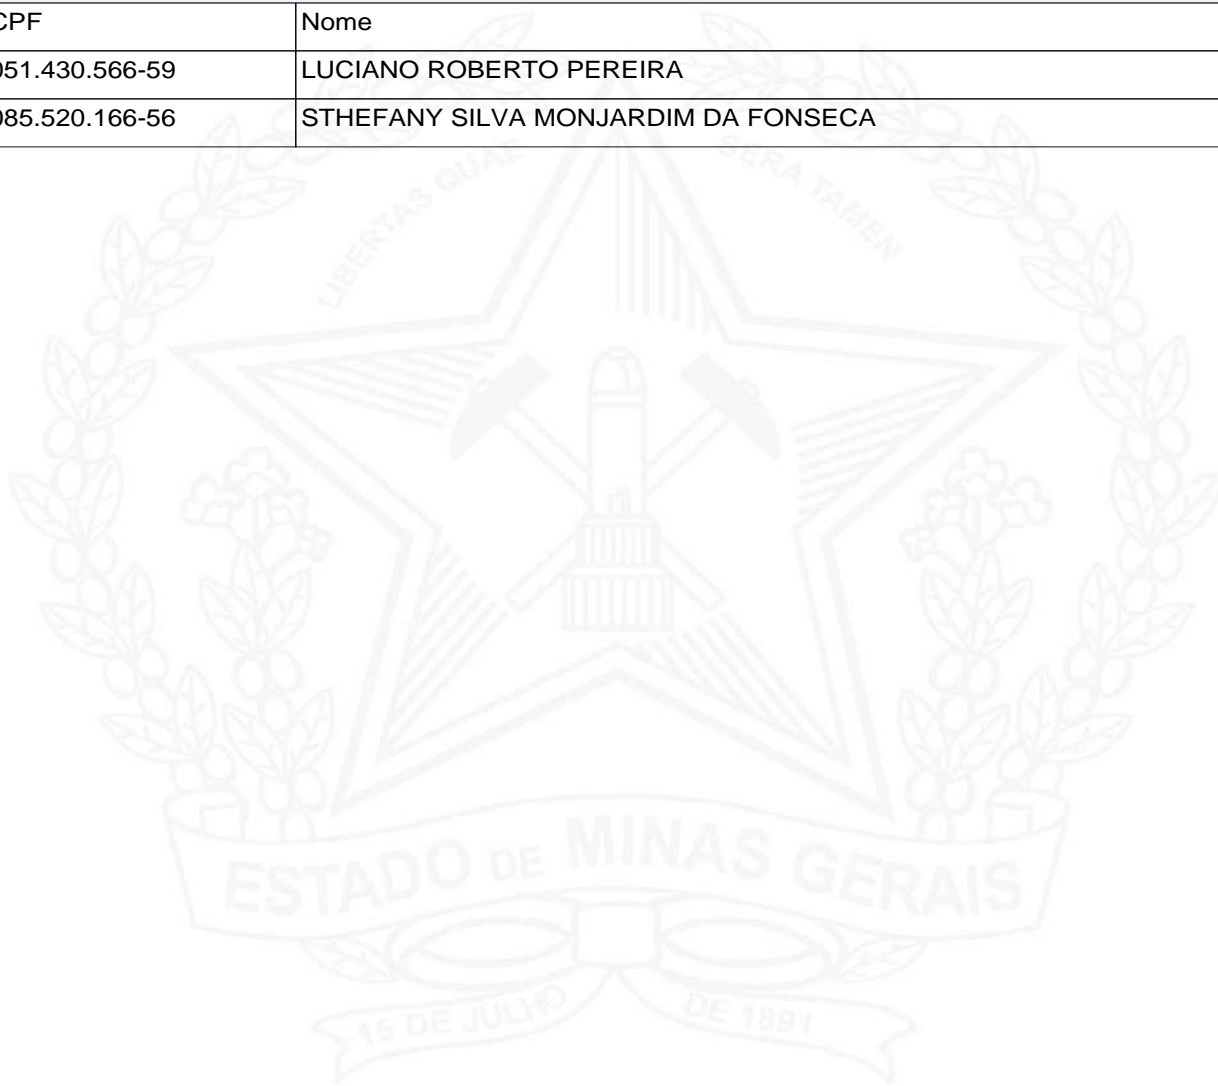 CPF Nome
051.430.566-59 LUCIANO ROBERTO PEREIRA
085.520.166-56 STHEFANY SILVA MONJARDIM DA FONSECA
LIBERTAS QUAE SERA TAMEN
ESTADO DE MINAS GERAIS
15 DE JULHO DE 1891